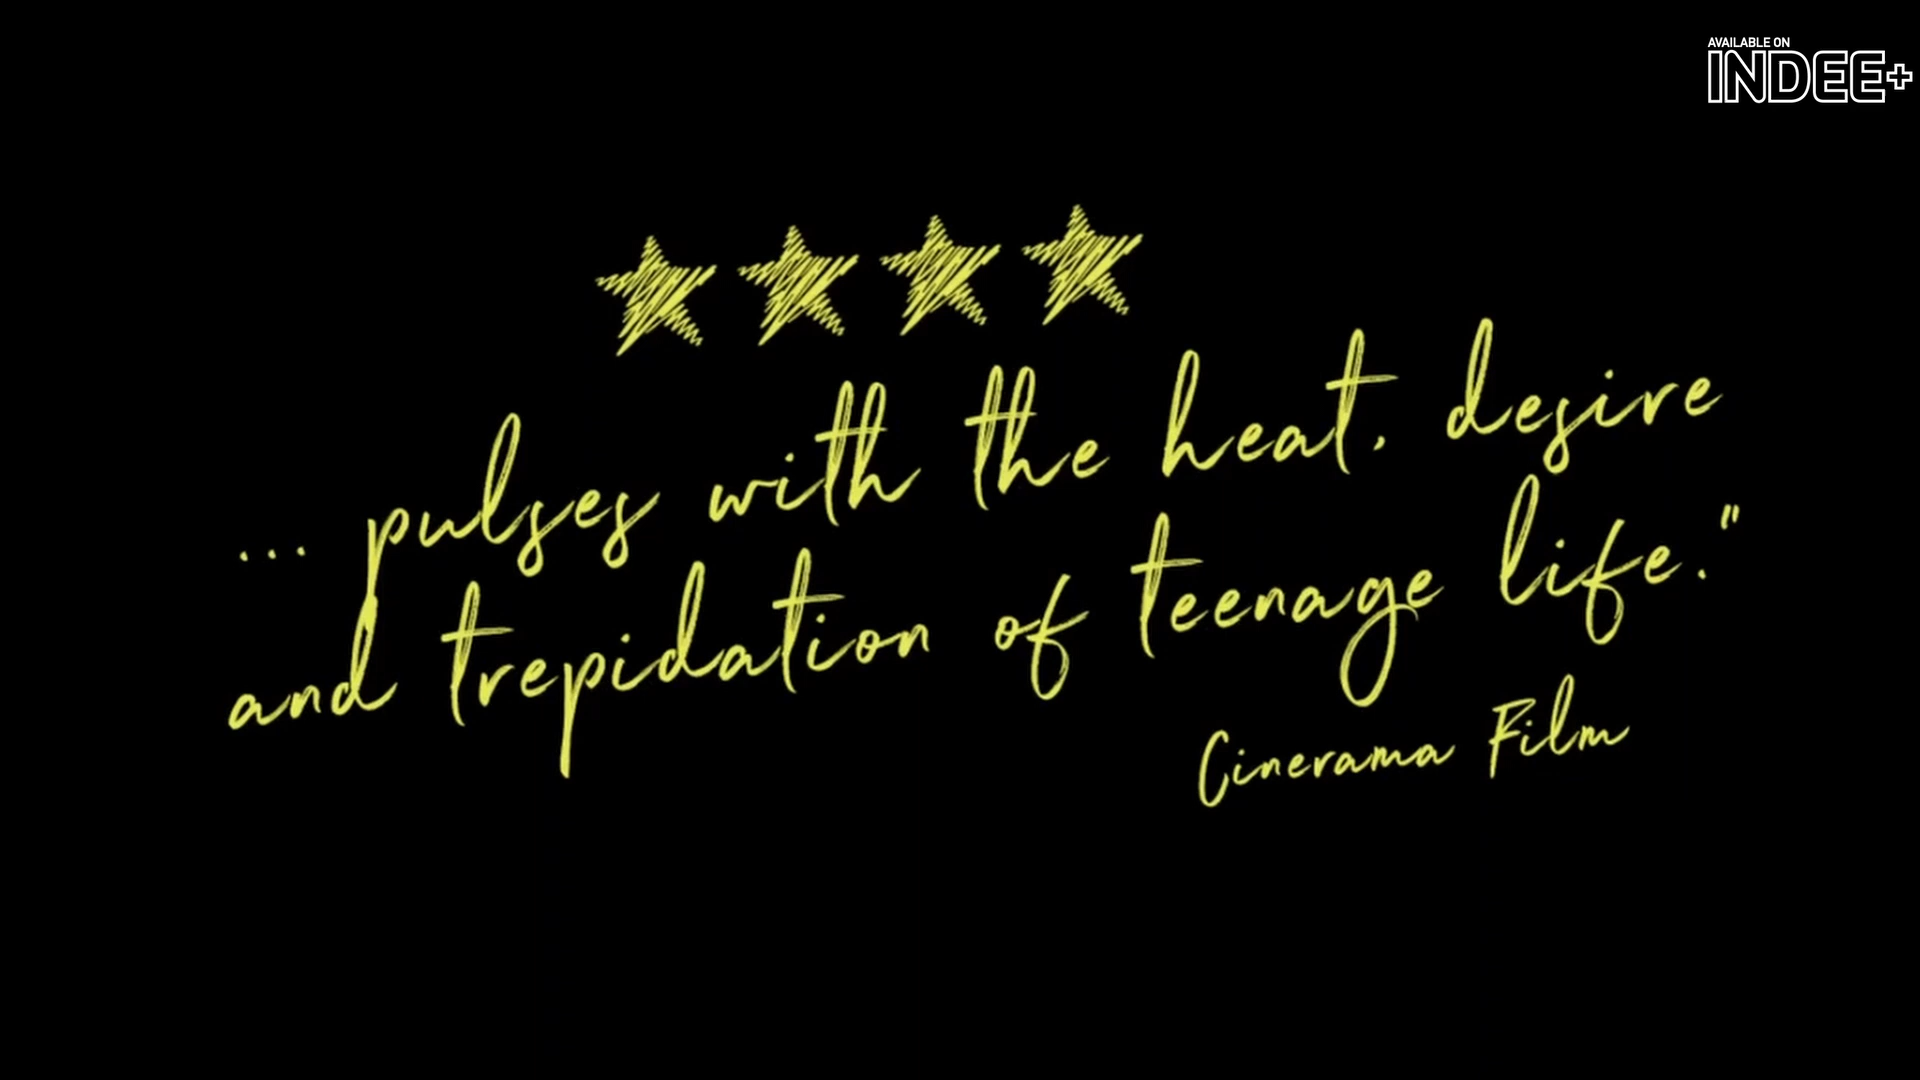 AVAILABLE ON
INDEE+
... pulses with the heat, desire
and trepidation of teenage life."
Cinerama Film